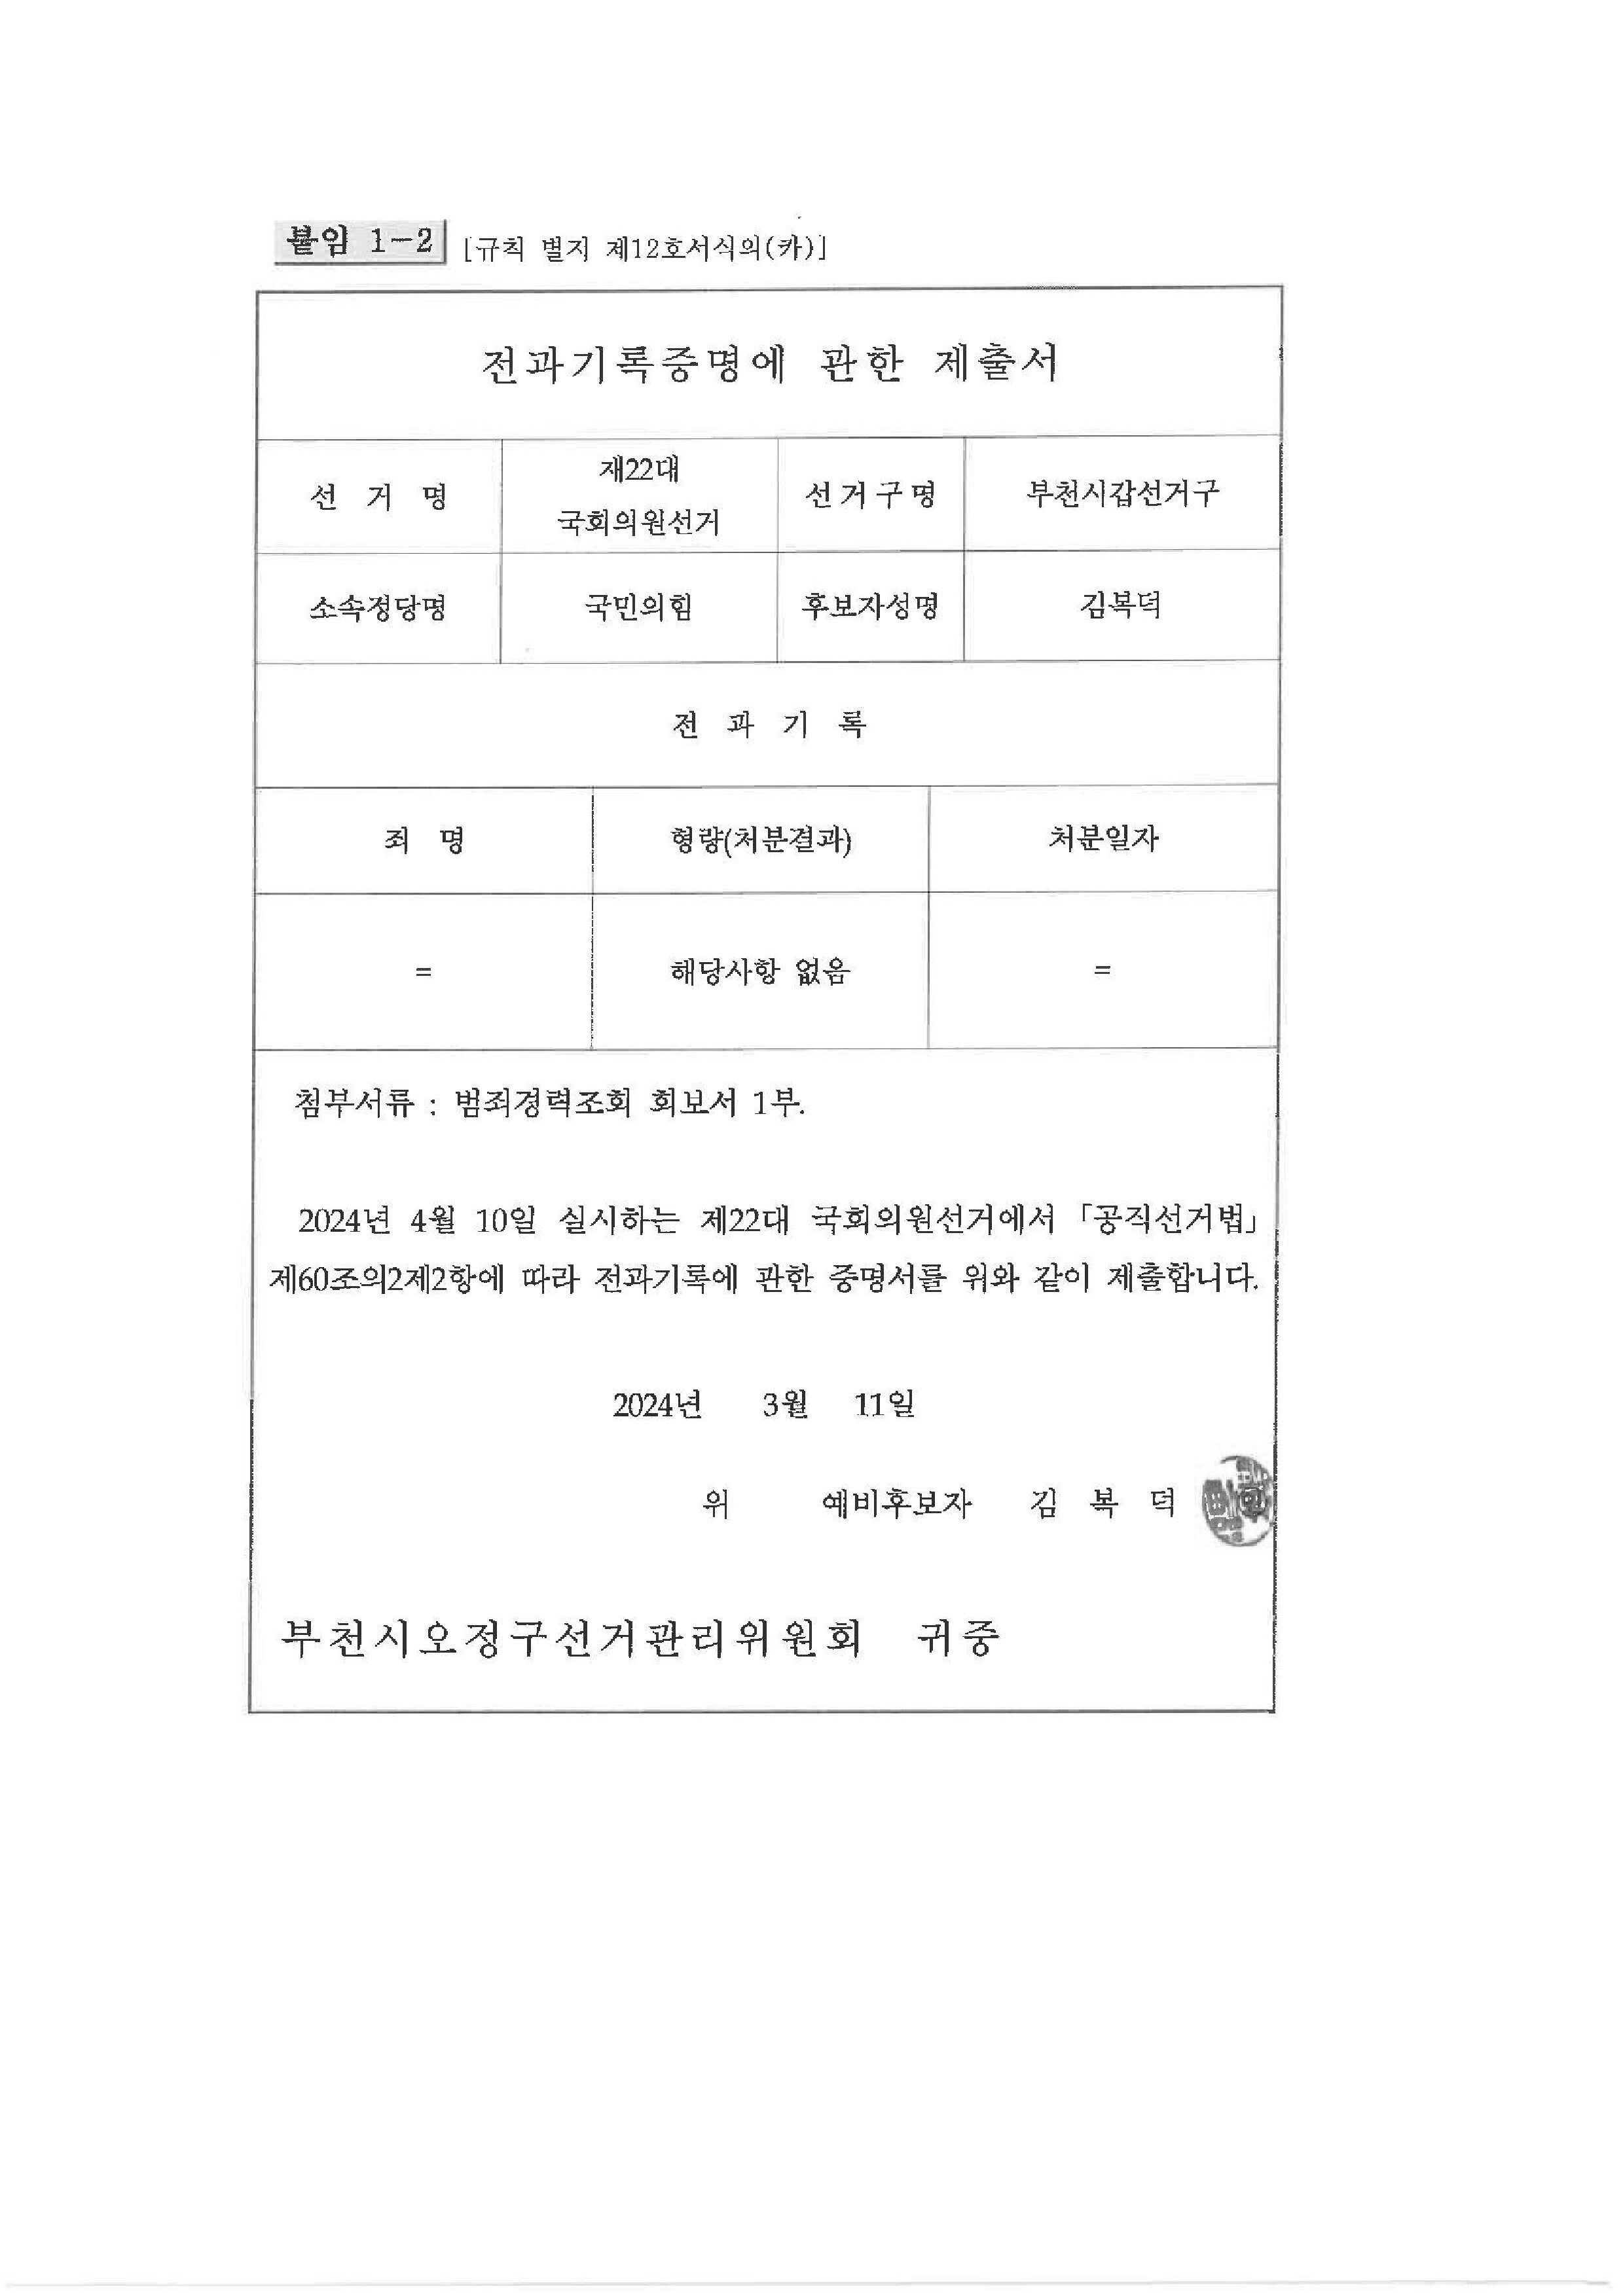 붙임 1-2 [규칙 별지 제12호서식의(카)]
전과기록증명에 관한 제출서
선 거 명
제22대
국회의원선거
선거구명
부천시갑선거구
소속정당명
국민의힘
후보자성명
김복덕
전 과 기 록
죄 명
형량(처분결과)
처분일자
=
해당사항 없음
=
첨부서류 : 범죄경력조회 회보서 1부.
2024년 4월 10일 실시하는 제22대 국회의원선거에서 「공직선거법」
제60조의2제2항에 따라 전과기록에 관한 증명서를 위와 같이 제출합니다.
2024년 3월 11일
위 예비후보자 김 복 덕
부천시오정구선거관리위원회 귀중